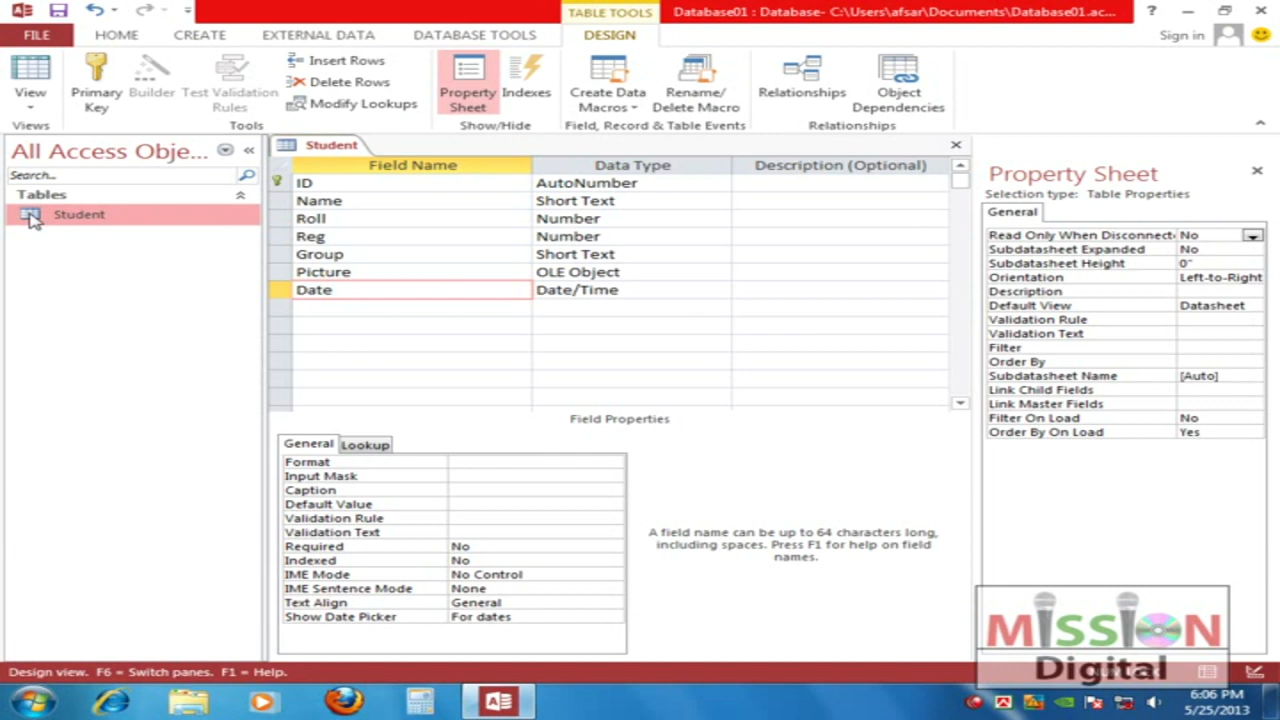 TABLE TOOLS
Database01 : Database- C:\Users\afsar\Documents\Database01.ac...
?
FILE HOME CREATE EXTERNAL DATA DATABASE TOOLS DESIGN Sign in
View
Primary Key
Builder
Test Validation Rules
Insert Rows
Delete Rows
Modify Lookups
Property Sheet
Indexes
Create Data Macros
Rename/ Delete Macro
Relationships
Object Dependencies
Views Tools Show/Hide Field, Record & Table Events Relationships
All Access Obje...
Search...
Tables
Student
Student
Field Name Data Type Description (Optional)
ID AutoNumber
Name Short Text
Roll Number
Reg Number
Group Short Text
Picture OLE Object
Date Date/Time
Field Properties
General Lookup
Format
Input Mask
Caption
Default Value
Validation Rule
Validation Text
Required No
Indexed No
IME Mode No Control
IME Sentence Mode None
Text Align General
Show Date Picker For dates
A field name can be up to 64 characters long,
including spaces. Press F1 for help on field
names.
Property Sheet
Selection type: Table Properties
General
Read Only When Disconnect No
Subdatasheet Expanded No
Subdatasheet Height 0"
Orientation Left-to-Right
Description
Default View Datasheet
Validation Rule
Validation Text
Filter
Order By
Subdatasheet Name [Auto]
Link Child Fields
Link Master Fields
Filter On Load No
Order By On Load Yes
MISSION
Digital
Design view. F6 = Switch panes. F1 = Help.
6:06 PM
5/25/2013